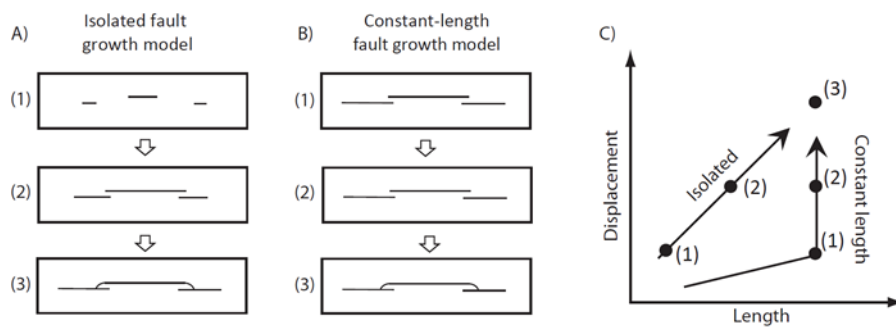 A)
Isolated fault
growth model
(1)
(2)
(3)
B)
Constant-length
fault growth model
(1)
(2)
(3)
C)
Displacement
Length
Isolated
Constant length
(1)
(2)
(3)
(2)
(1)